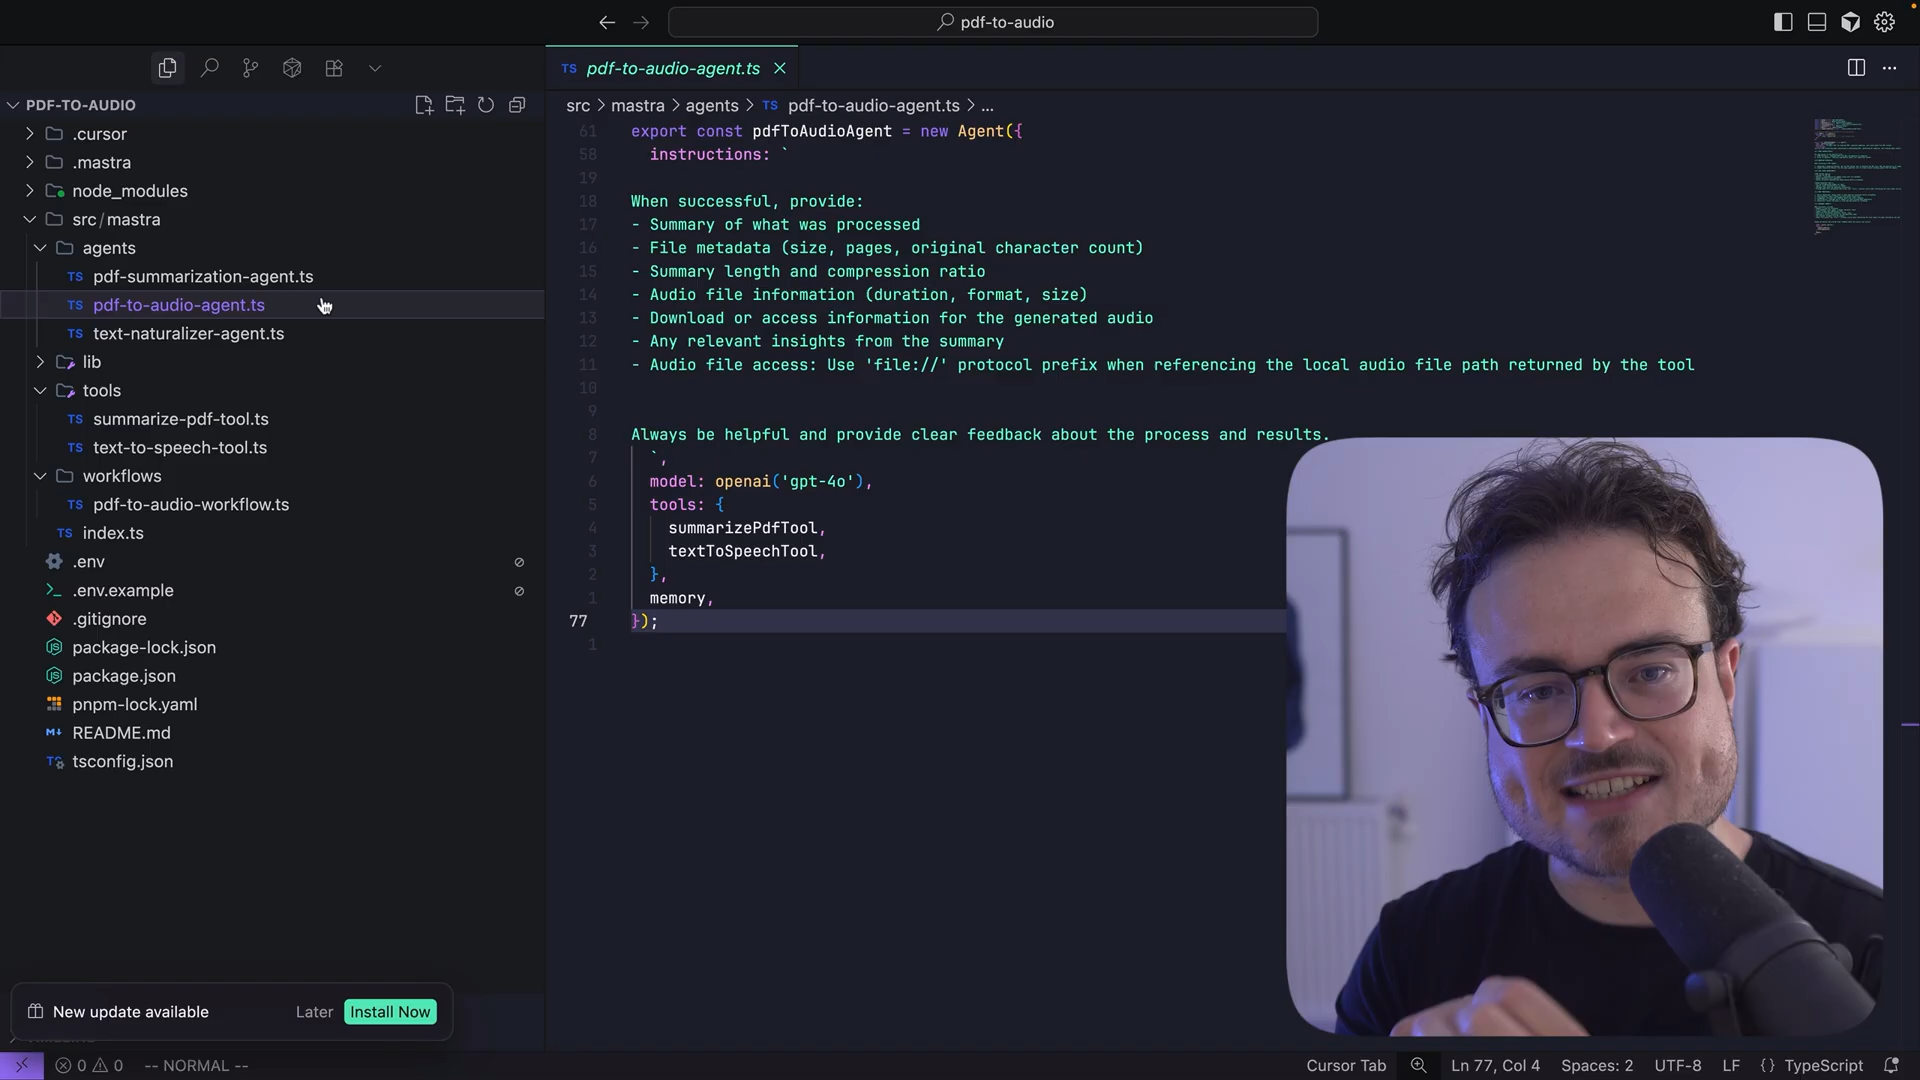 pdf-to-audio
PDF-TO-AUDIO
.cursor
.mastra
node_modules
src/mastra
agents
TS pdf-summarization-agent.ts
TS pdf-to-audio-agent.ts
TS text-naturalizer-agent.ts
lib
tools
TS summarize-pdf-tool.ts
TS text-to-speech-tool.ts
workflows
TS pdf-to-audio-workflow.ts
TS index.ts
.env
.env.example
.gitignore
package-lock.json
package.json
pnpm-lock.yaml
README.md
tsconfig.json
New update available Later Install Now
TS pdf-to-audio-agent.ts
src > mastra > agents > TS pdf-to-audio-agent.ts > ...
61 export const pdfToAudioAgent = new Agent({
58 instructions: `
19
18 When successful, provide:
17 - Summary of what was processed
16 - File metadata (size, pages, original character count)
15 - Summary length and compression ratio
14 - Audio file information (duration, format, size)
13 - Download or access information for the generated audio
12 - Any relevant insights from the summary
11 - Audio file access: Use 'file://' protocol prefix when referencing the local audio file path returned by the tool
10
9
8 Always be helpful and provide clear feedback about the process and results.
7 `,
6 model: openai('gpt-4o'),
5 tools: {
4 summarizePdfTool,
3 textToSpeechTool,
2 },
1 memory,
77 });
1
0 0 -- NORMAL --
Cursor Tab Ln 77, Col 4 Spaces: 2 UTF-8 LF {} TypeScript